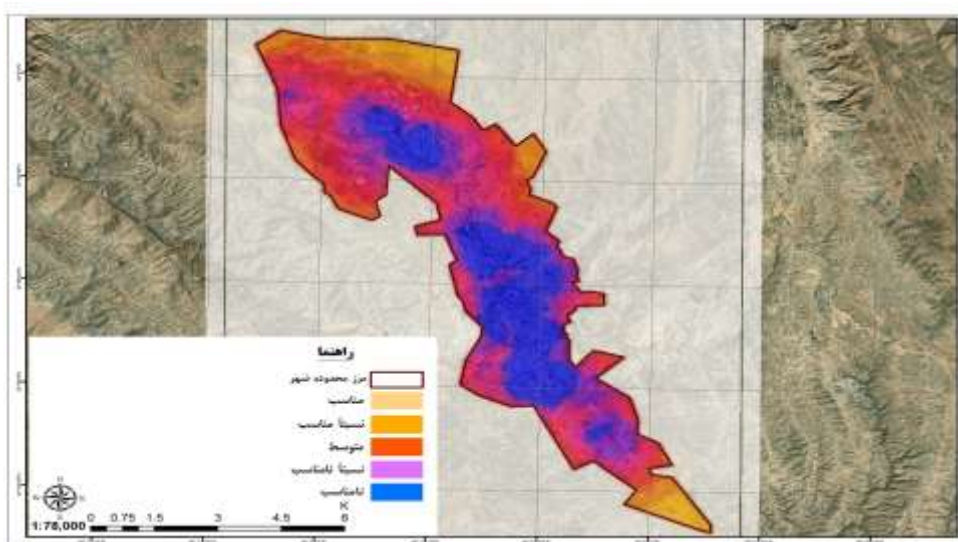 راهنما
مرز محدوده شهر
مناسب
نسبتاً مناسب
متوسط
نسبتاً نامناسب
نامناسب
K
1:78,000 0 0.75 1.5 3 4.5 6